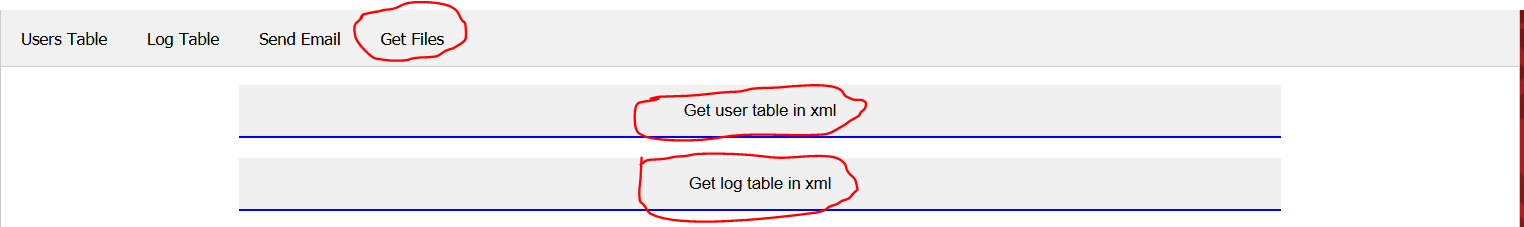 Users Table Log Table Send Email Get Files
Get user table in xml
Get log table in xml